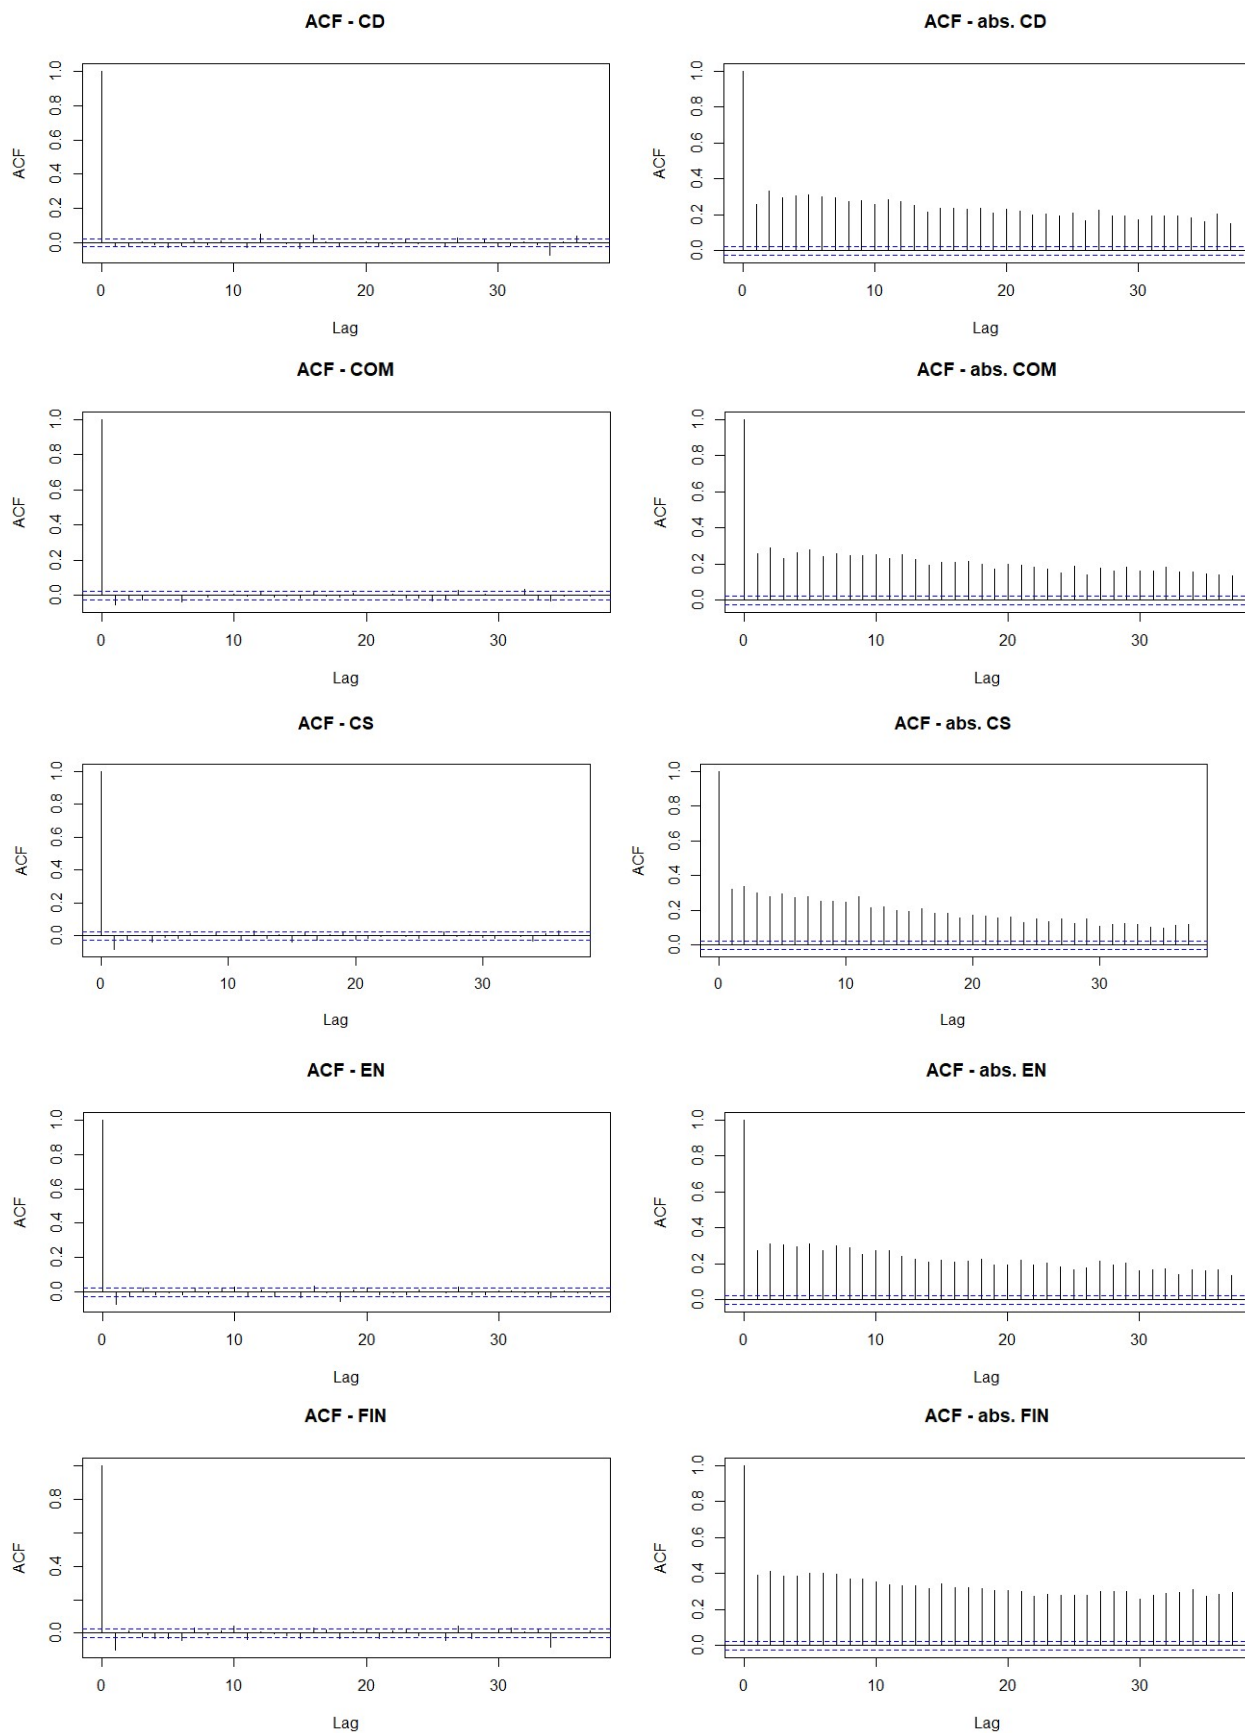 ACF - CD
ACF - abs. CD
ACF
0.0 0.2 0.4 0.6 0.8 1.0
0 10 20 30
Lag
ACF
0.0 0.2 0.4 0.6 0.8 1.0
0 10 20 30
Lag
ACF - COM
ACF - abs. COM
ACF
0.0 0.2 0.4 0.6 0.8 1.0
0 10 20 30
Lag
ACF
0.0 0.2 0.4 0.6 0.8 1.0
0 10 20 30
Lag
ACF - CS
ACF - abs. CS
ACF
0.0 0.2 0.4 0.6 0.8 1.0
0 10 20 30
Lag
ACF
0.0 0.2 0.4 0.6 0.8 1.0
0 10 20 30
Lag
ACF - EN
ACF - abs. EN
ACF
0.0 0.2 0.4 0.6 0.8 1.0
0 10 20 30
Lag
ACF
0.0 0.2 0.4 0.6 0.8 1.0
0 10 20 30
Lag
ACF - FIN
ACF - abs. FIN
ACF
0.0 0.4 0.8
0 10 20 30
Lag
ACF
0.0 0.2 0.4 0.6 0.8 1.0
0 10 20 30
Lag